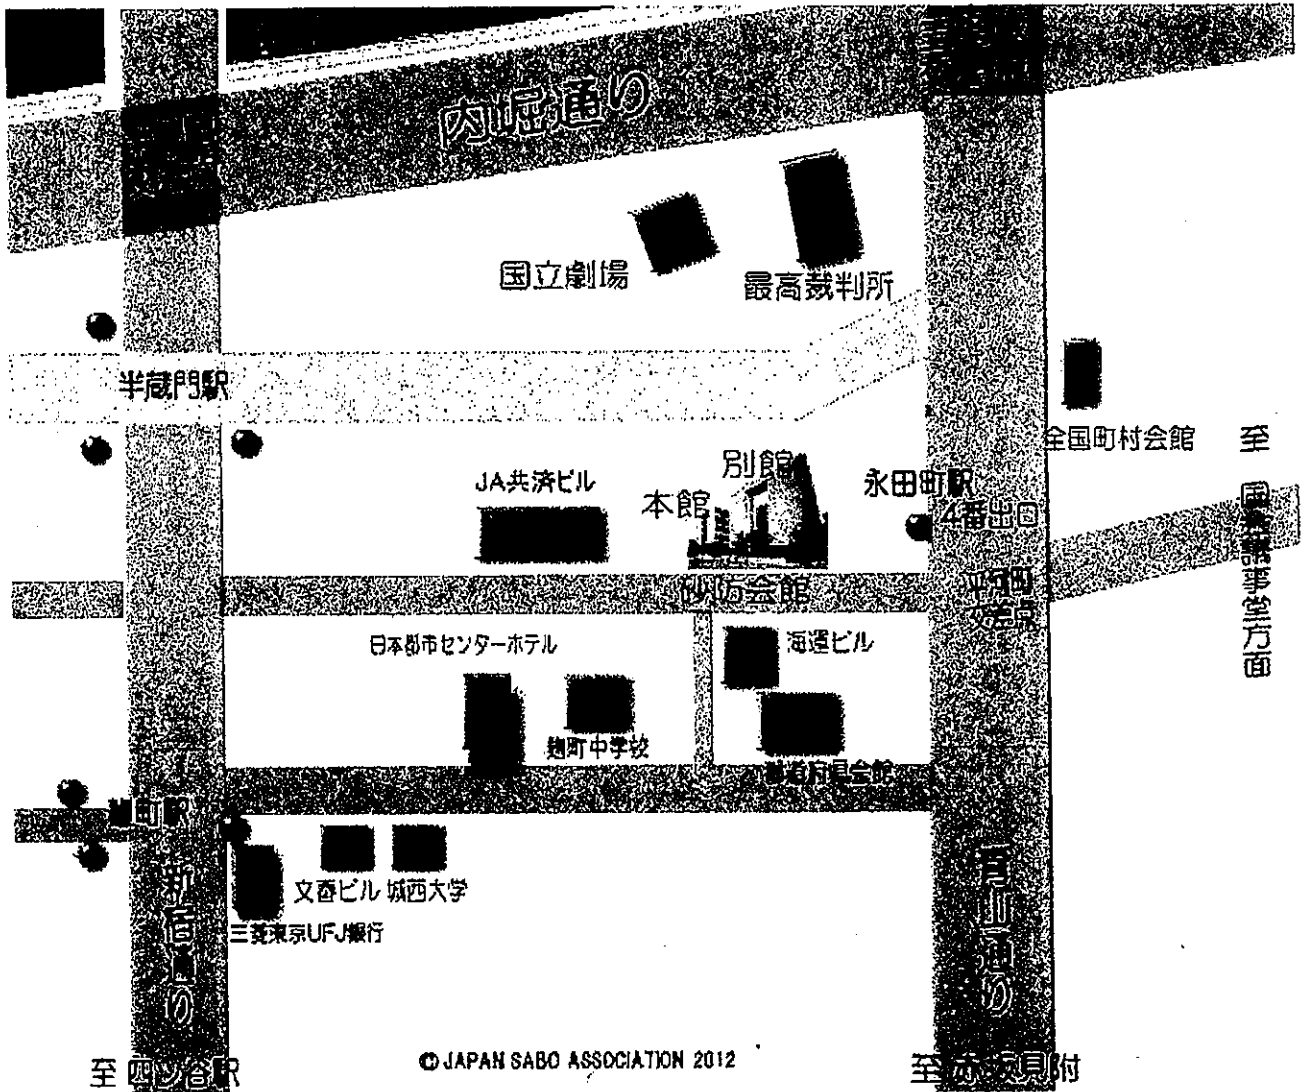 内堀通り
国立劇場
最高裁判所
半蔵門駅
全国町村会館
至 国会議事堂方面
JA共済ビル
別館
本館
永田町駅
4番出口
砂防会館
平河町
交差点
日本都市センターホテル
海運ビル
麹町中学校
都道府県会館
麹町駅
文春ビル
城西大学
三菱東京UFJ銀行
新宿通り
青山通り
至 四ツ谷駅
© JAPAN SABO ASSOCIATION 2012
至 赤坂見附